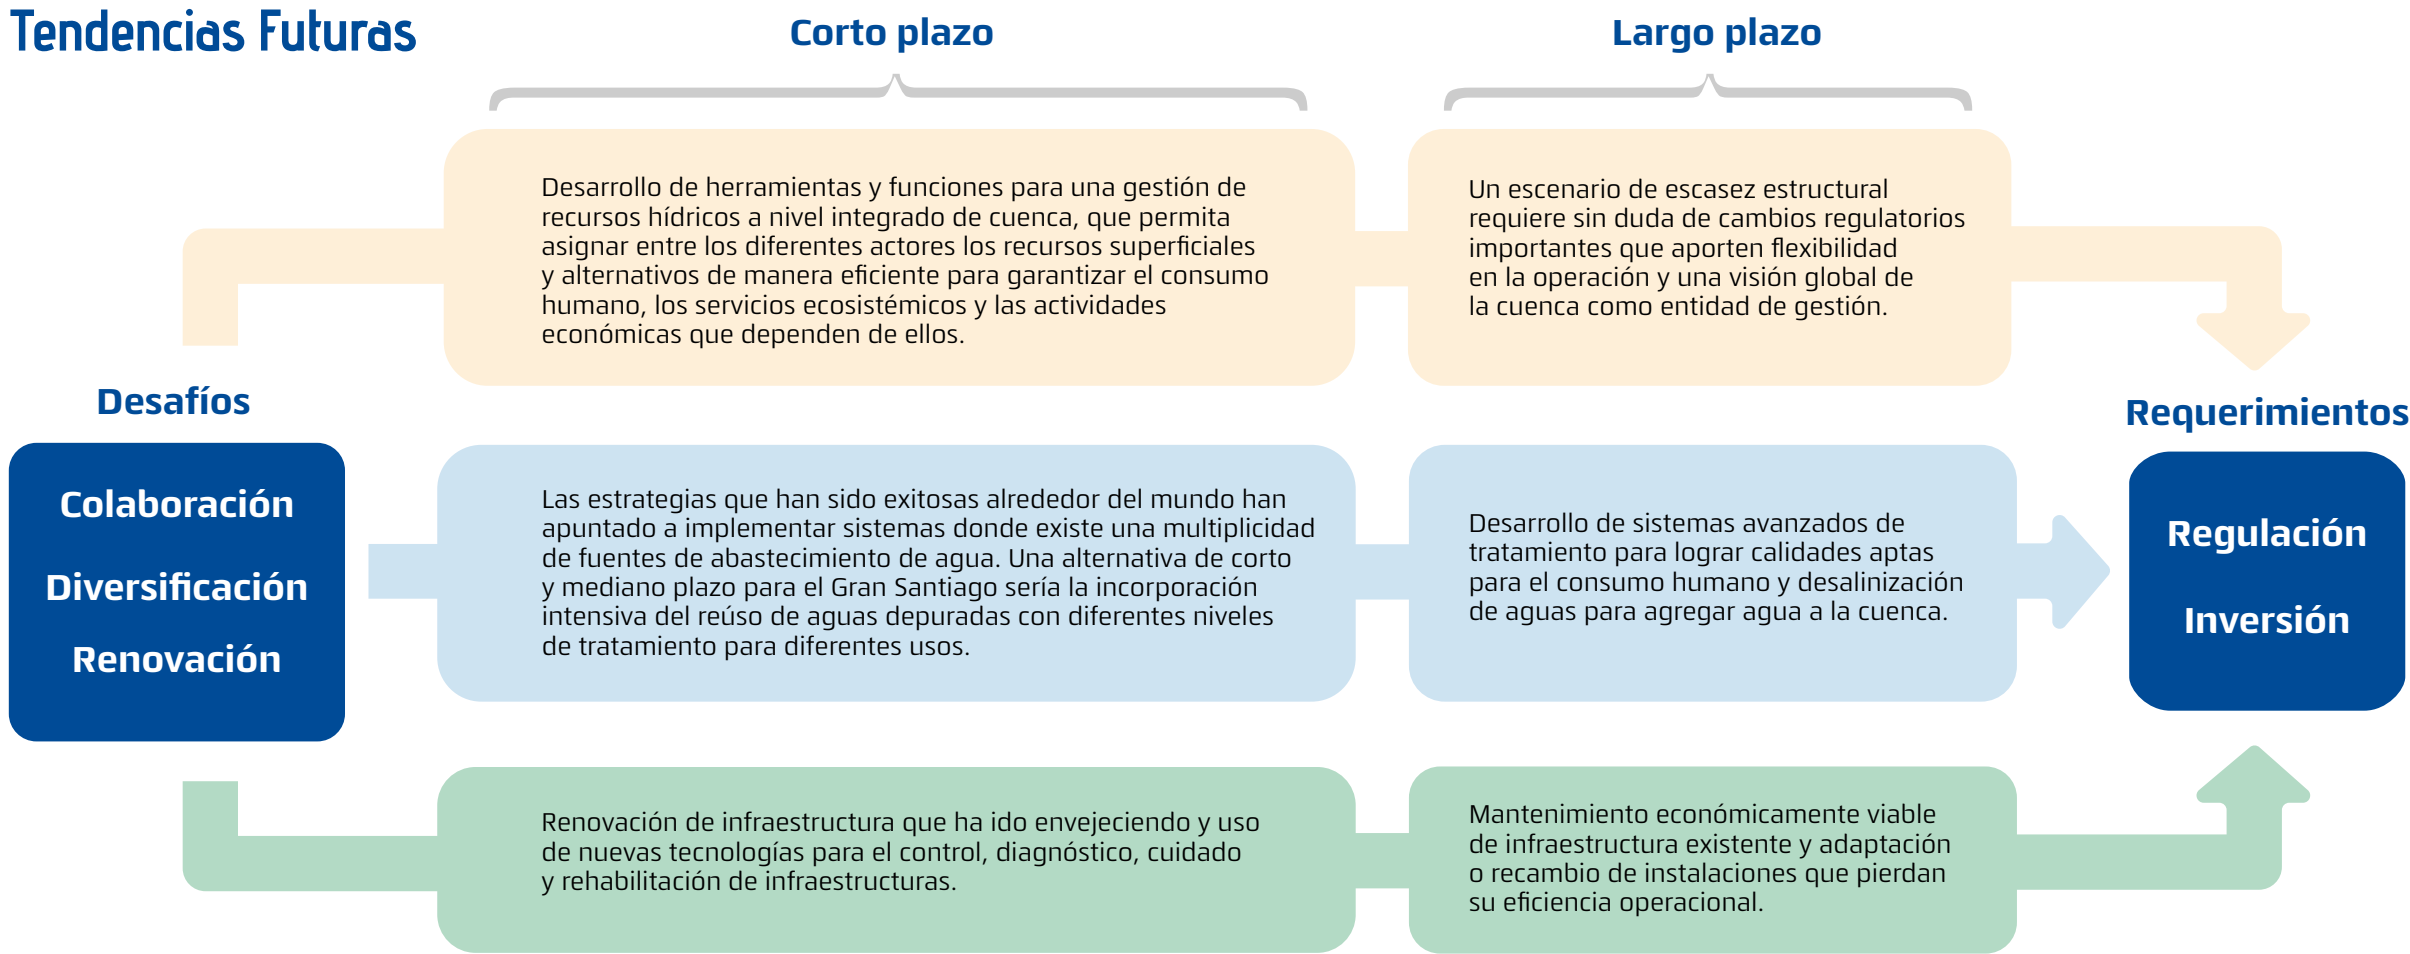 Tendencias Futuras
Corto plazo
Largo plazo
Desarrollo de herramientas y funciones para una gestión de
recursos hídricos a nivel integrado de cuenca, que permita
asignar entre los diferentes actores los recursos superficiales
y alternativos de manera eficiente para garantizar el consumo
humano, los servicios ecosistémicos y las actividades
económicas que dependen de ellos.
Un escenario de escasez estructural
requiere sin duda de cambios regulatorios
importantes que aporten flexibilidad
en la operación y una visión global de
la cuenca como entidad de gestión.
Desafíos
Colaboración
Diversificación
Renovación
Las estrategias que han sido exitosas alrededor del mundo han
apuntado a implementar sistemas donde existe una multiplicidad
de fuentes de abastecimiento de agua. Una alternativa de corto
y mediano plazo para el Gran Santiago sería la incorporación
intensiva del reúso de aguas depuradas con diferentes niveles
de tratamiento para diferentes usos.
Desarrollo de sistemas avanzados de
tratamiento para lograr calidades aptas
para el consumo humano y desalinización
de aguas para agregar agua a la cuenca.
Requerimientos
Regulación
Inversión
Renovación de infraestructura que ha ido envejeciendo y uso
de nuevas tecnologías para el control, diagnóstico, cuidado
y rehabilitación de infraestructuras.
Mantenimiento económicamente viable
de infraestructura existente y adaptación
o recambio de instalaciones que pierdan
su eficiencia operacional.